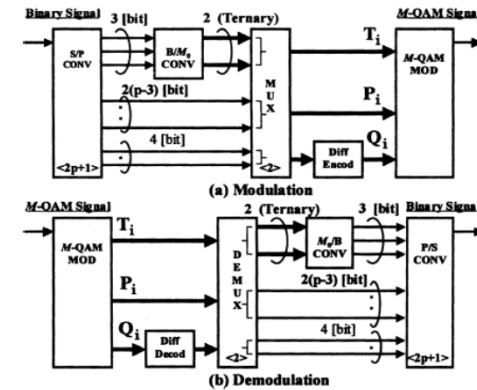 Binary Signal 3 [bit] 2 (Ternary) M-QAM Signal
S/P CONV
B/M₀ CONV
2(p-3) [bit]
4 [bit]
<2p+1>
MUX
<2>
Tᵢ
Pᵢ
Qᵢ
Diff Encod
M-QAM MOD
(a) Modulation
M-QAM Signal 2 (Ternary) 3 [bit] Binary Signal
M-QAM MOD
Tᵢ
Pᵢ
Qᵢ
Diff Decod
DEMUX
<2>
M₀/B CONV
2(p-3) [bit]
4 [bit]
P/S CONV
<2p+1>
(b) Demodulation